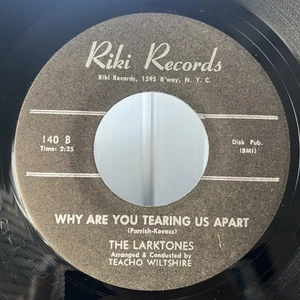 Riki Records
Riki Records, 1595 B'way, N. Y. C.
140 B
Time: 2:25
Disk Pub.
(BMI)
WHY ARE YOU TEARING US APART
(Parrish-Kovacs)
THE LARKTONES
Arranged & Conducted by
TEACHO WILTSHIRE